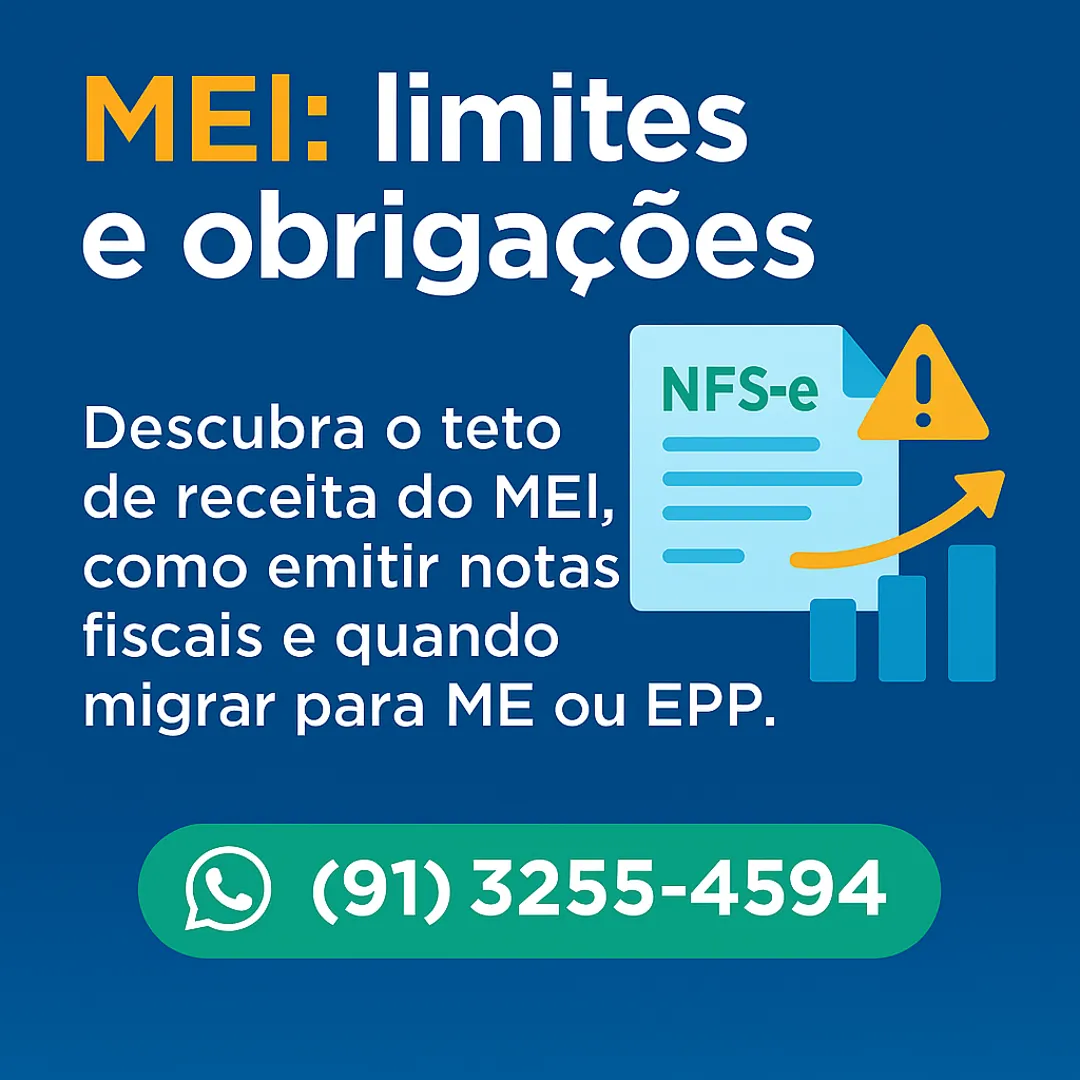 MEI: limites
e obrigações
NFS-e
Descubra o teto
de receita do MEI,
como emitir notas
fiscais e quando
migrar para ME ou EPP.
(91) 3255-4594